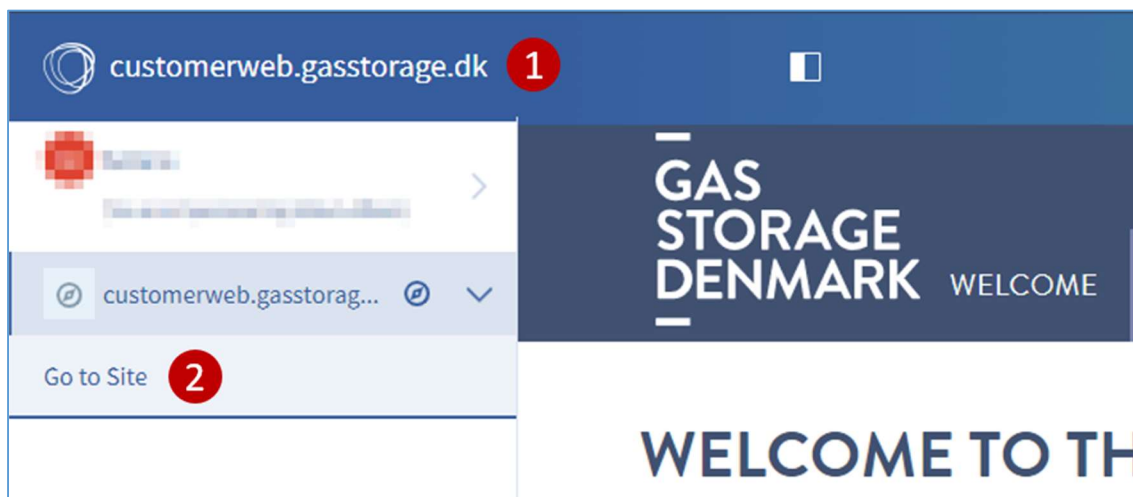 customerweb.gasstorage.dk 1
GAS
STORAGE
DENMARK
WELCOME
customerweb.gasstorag...
Go to Site 2
WELCOME TO TH